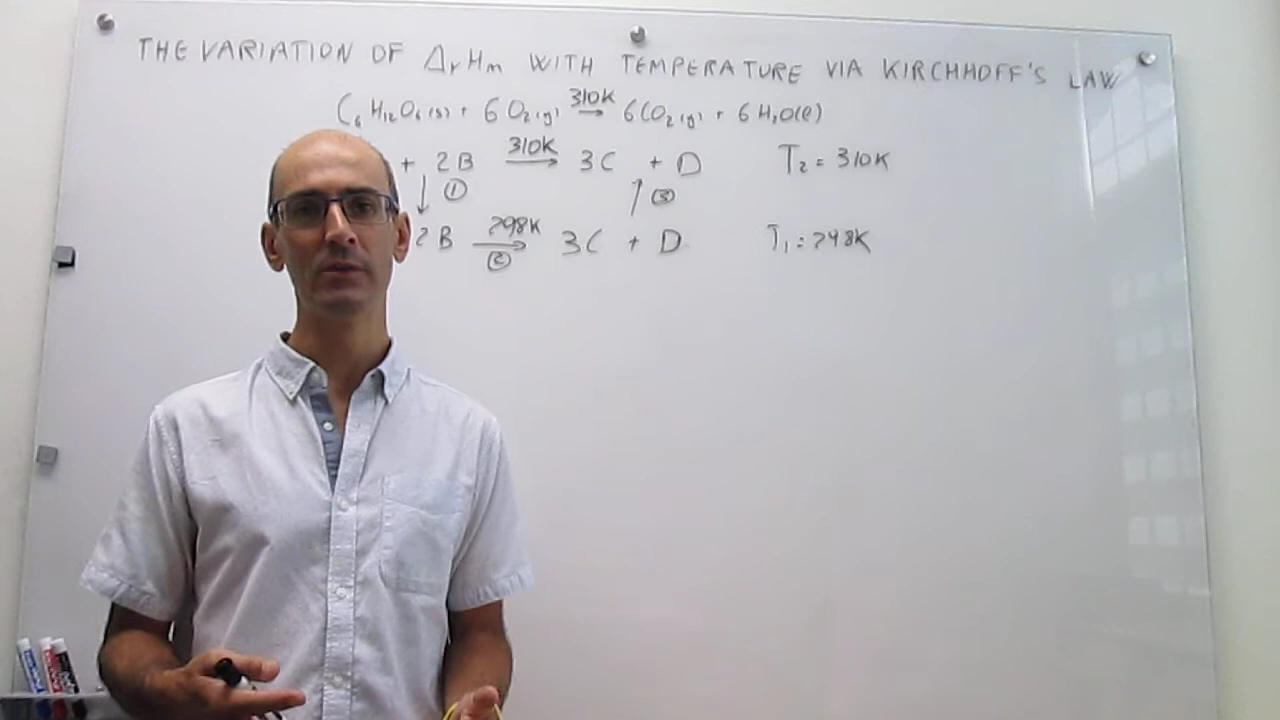 THE VARIATION OF ΔrHm WITH TEMPERATURE VIA KIRCHHOFF'S LAW
C6H12O6(s) + 6O2(g) 310K→ 6CO2(g) + 6H2O(l)
+ 2B 310K→ 3C + D T2 = 310K
↓ ① ↑ ③
2B 298K→ 3C + D T1 = 298K
②